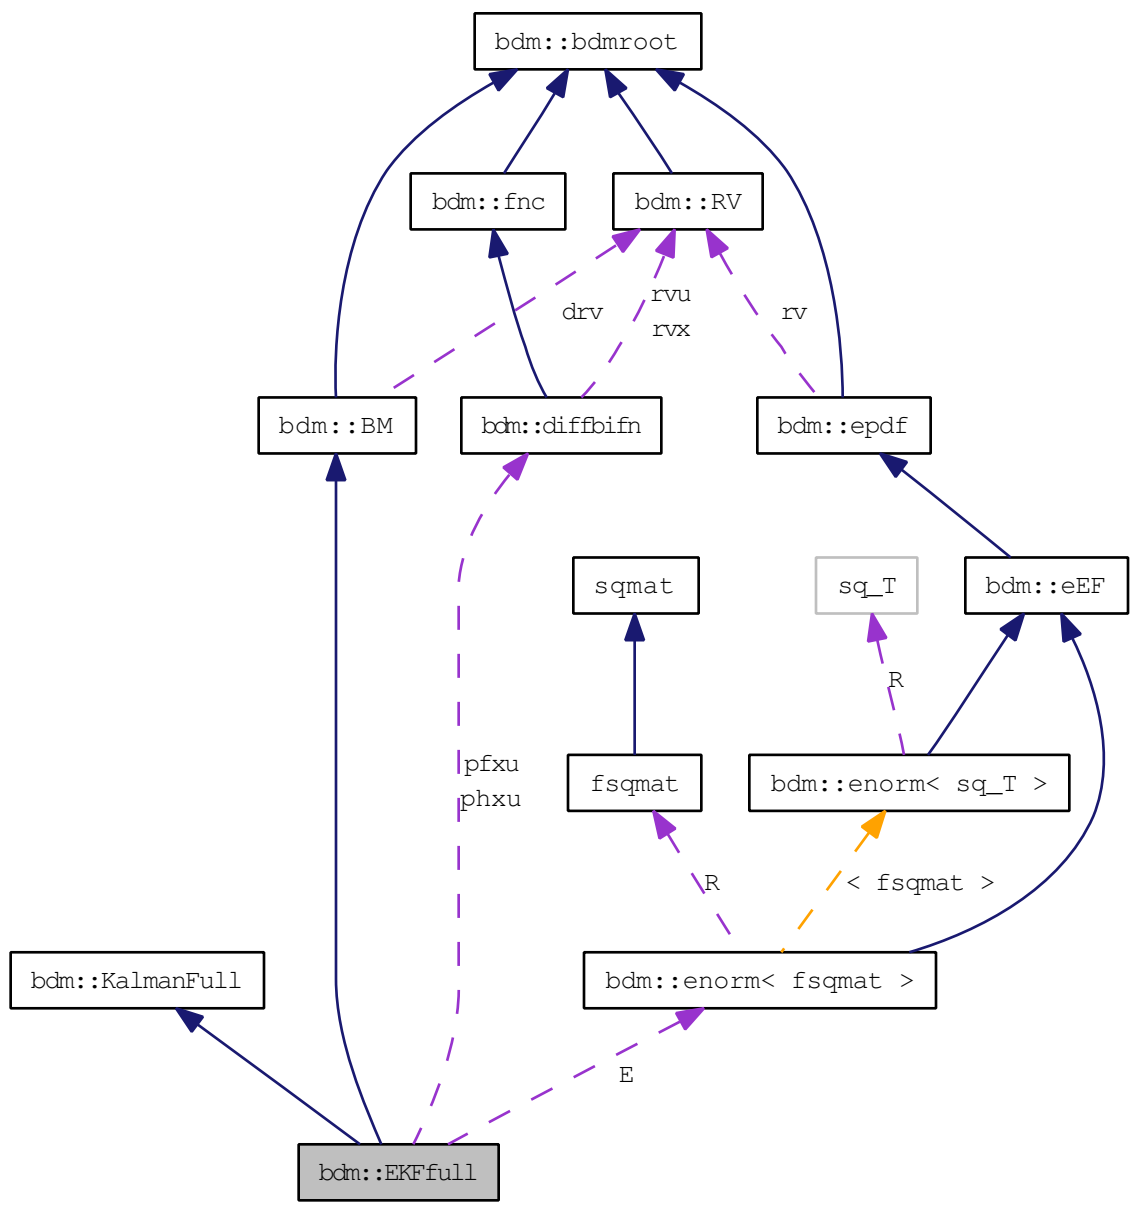 bdm::bdmroot
bdm::fnc
bdm::RV
drv
rvu
rvx
rv
bdm::BM
bdm::diffbifn
bdm::epdf
sqmat
sq_T
bdm::eEF
R
pfxu
phxu
fsqmat
bdm::enorm< sq_T >
R
< fsqmat >
bdm::KalmanFull
bdm::enorm< fsqmat >
E
bdm::EKFfull